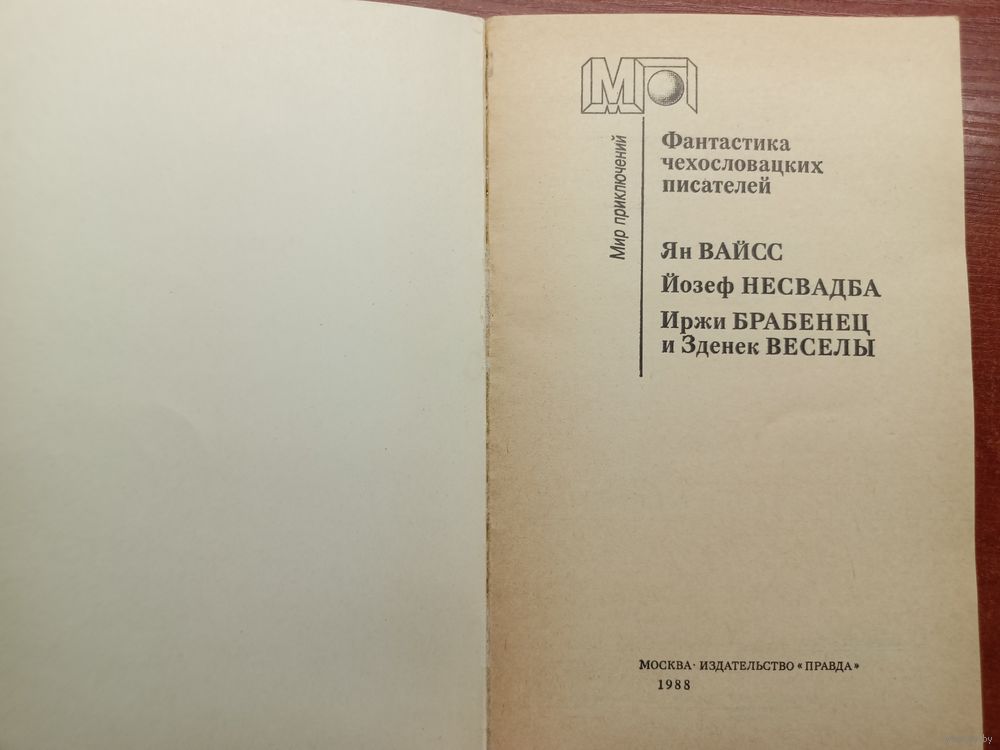 МП
Мир приключений
Фантастика
чехословацких
писателей
Ян ВАЙСС
Йозеф НЕСВАДБА
Иржи БРАБЕНЕЦ
и Зденек ВЕСЕЛЫ
МОСКВА · ИЗДАТЕЛЬСТВО «ПРАВДА»
1988